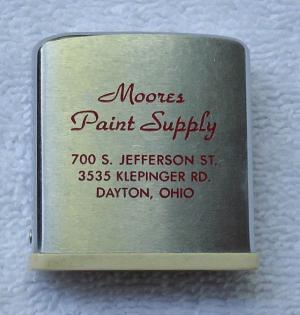 Moores
Paint Supply
700 S. JEFFERSON ST.
3535 KLEPINGER RD.
DAYTON, OHIO